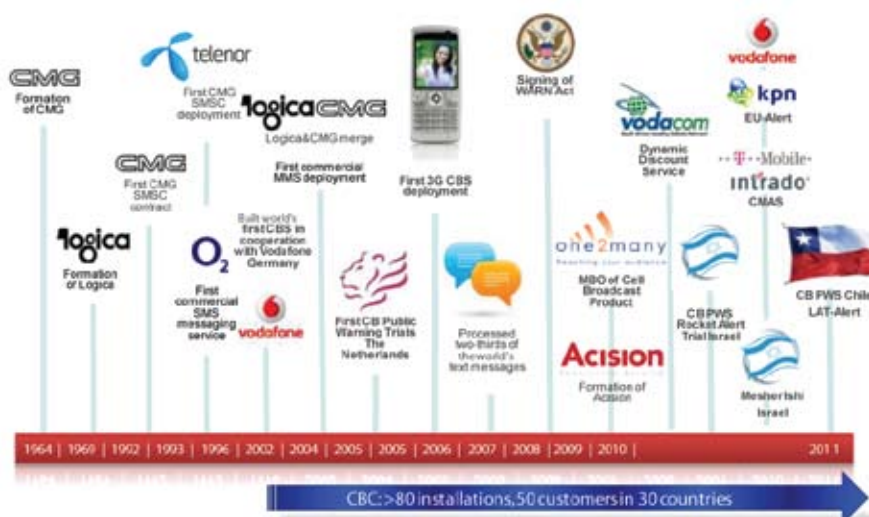 CMG
Formation
of CMG
logica
Formation
of Logica
CMG
First CMG
SMSC
contract
telenor
First CMG
SMSC
deployment
O2
First
commercial
SMS
messaging
service
Built world's
first CBS in
cooperation
with Vodafone
Germany
vodafone
logicaCMG
Logica&CMG merge
First commercial
MMS deployment
First CB Public
Warning Trials
The
Netherlands
First 3G CBS
deployment
Processed
two-thirds of
the world's
text messages
Signing of
WARN Act
one2many
Reaching your audience
MBO of Cell
Broadcast
Product
Acision
Formation of
Acision
vodacom
Dynamic
Discount
Service
CB PWS
Rocket Alert
Trial Israel
vodafone
kpn
EU-Alert
T-Mobile
intrado
CMAS
Mesher Ishi
Israel
CB PWS Chile
LAT-Alert
1964 | 1969 | 1992 | 1993 | 1996 | 2002 | 2004 | 2005 | 2005 | 2006 | 2007 | 2008 | 2009 | 2010 | 2011
CBC: >80 installations, 50 customers in 30 countries